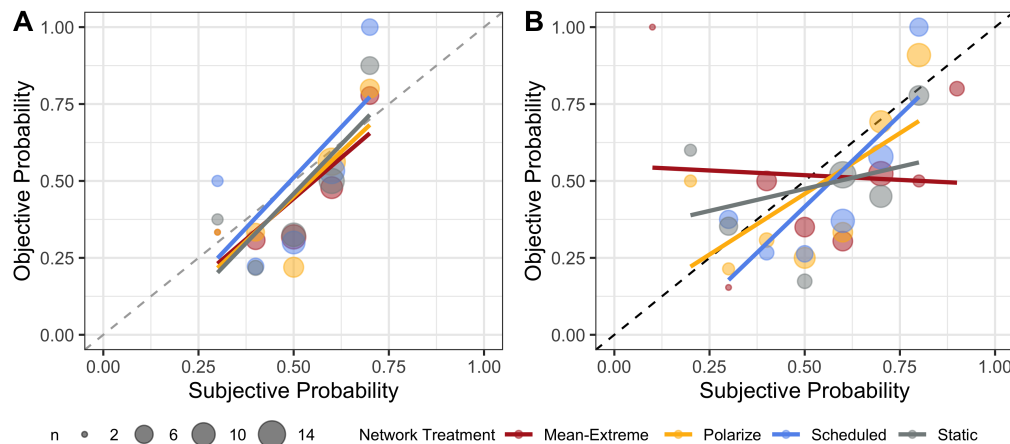 A
B
1.00
0.75
0.50
0.25
0.00
Objective Probability
0.00 0.25 0.50 0.75 1.00
Subjective Probability
1.00
0.75
0.50
0.25
0.00
Objective Probability
0.00 0.25 0.50 0.75 1.00
Subjective Probability
n 2 6 10 14 Network Treatment Mean-Extreme Polarize Scheduled Static